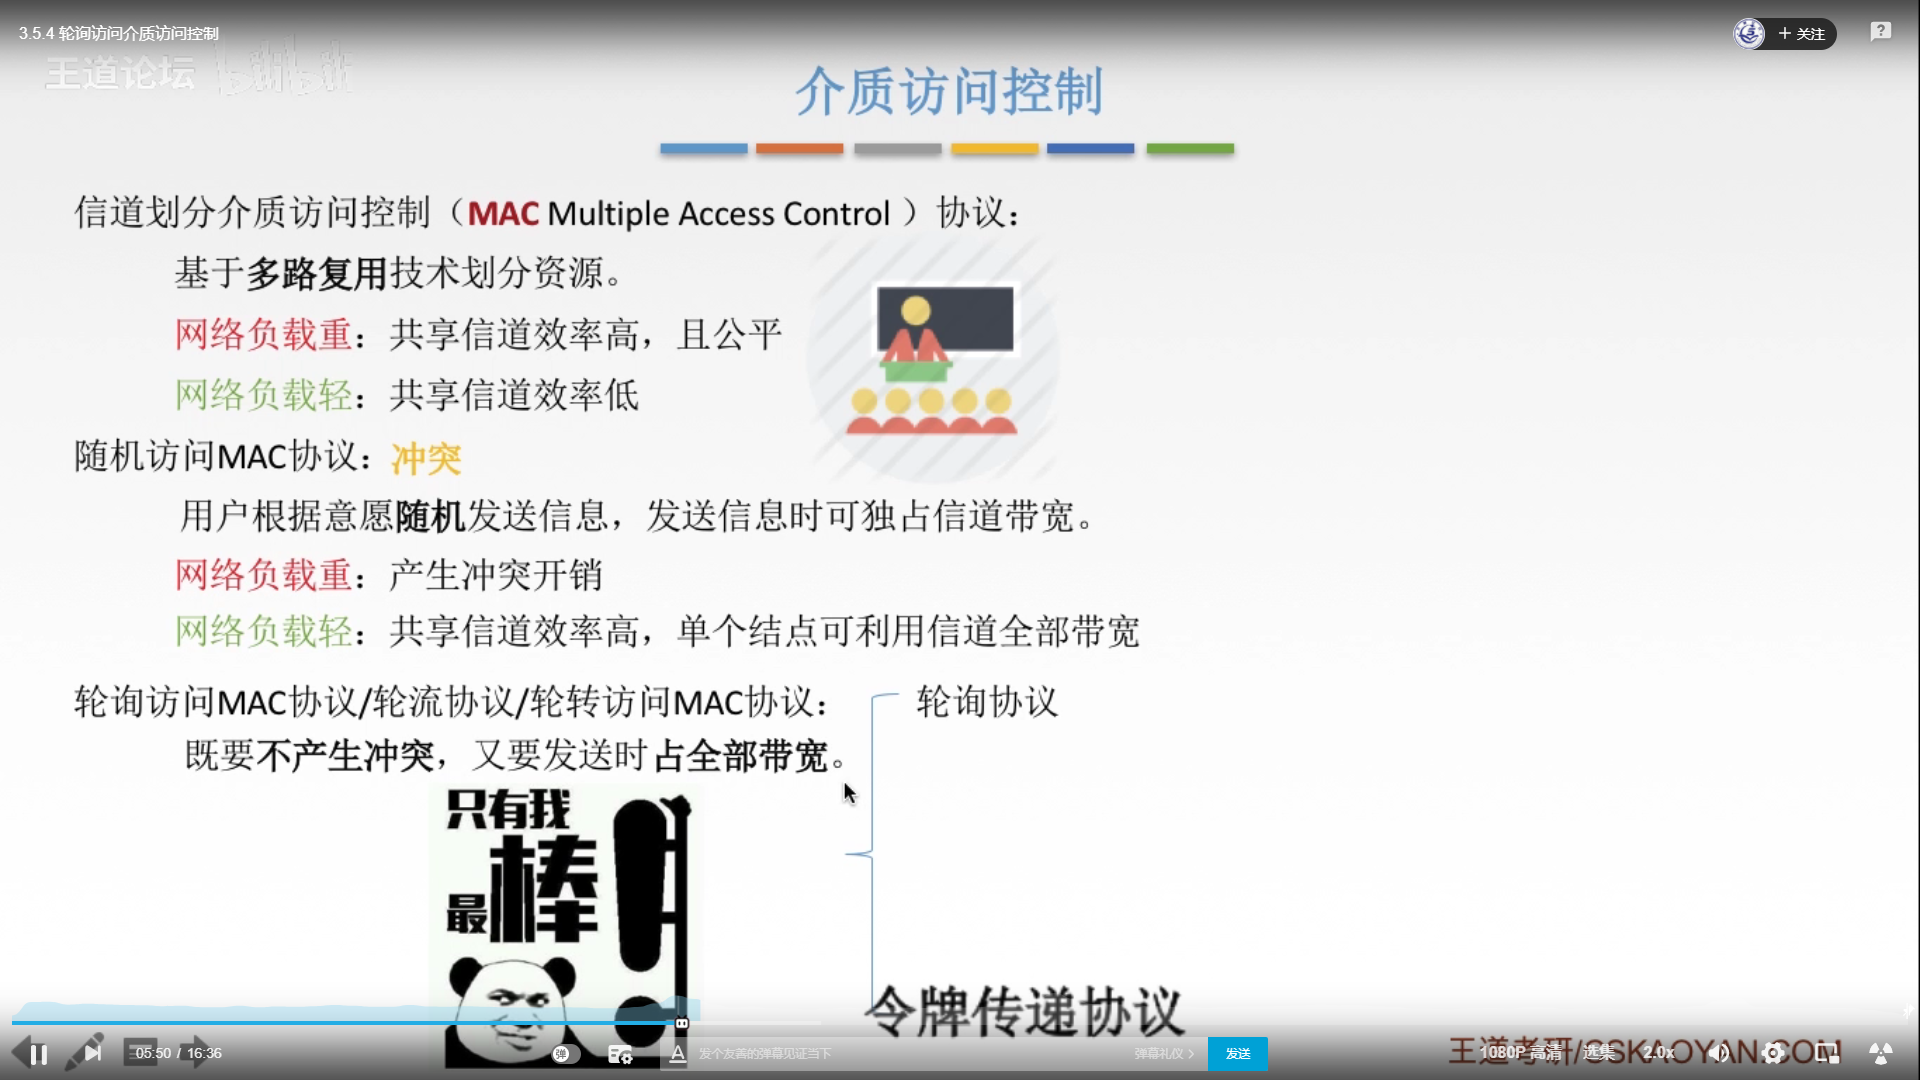 3.5.4 轮询访问介质访问控制
+ 关注
王道论坛 bilibili
介质访问控制
信道划分介质访问控制（MAC Multiple Access Control ）协议：
基于多路复用技术划分资源。
网络负载重：共享信道效率高，且公平
网络负载轻：共享信道效率低
随机访问MAC协议：冲突
用户根据意愿随机发送信息，发送信息时可独占信道带宽。
网络负载重：产生冲突开销
网络负载轻：共享信道效率高，单个结点可利用信道全部带宽
轮询访问MAC协议/轮流协议/轮转访问MAC协议：
轮询协议
既要不产生冲突，又要发送时占全部带宽。
只有我
最棒
令牌传递协议
王道考研/CSKAOYAN.COM
05:50 / 16:36
弹
A
发个友善的弹幕见证当下
弹幕礼仪 >
发送
1080P 高清
选集
2.0x